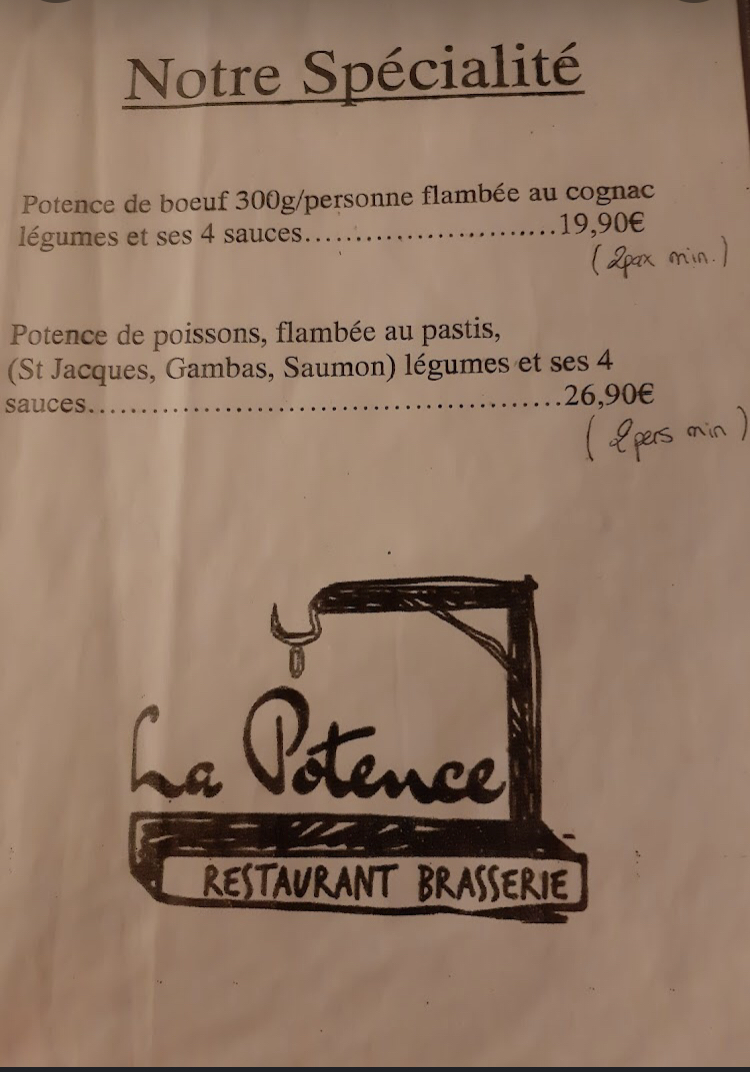 Notre Spécialité
Potence de boeuf 300g/personne flambée au cognac
légumes et ses 4 sauces..............................19,90€
(2pax min.)
Potence de poissons, flambée au pastis,
(St Jacques, Gambas, Saumon) légumes et ses 4
sauces.....................................................26,90€
(2pers min)
La Potence
RESTAURANT BRASSERIE